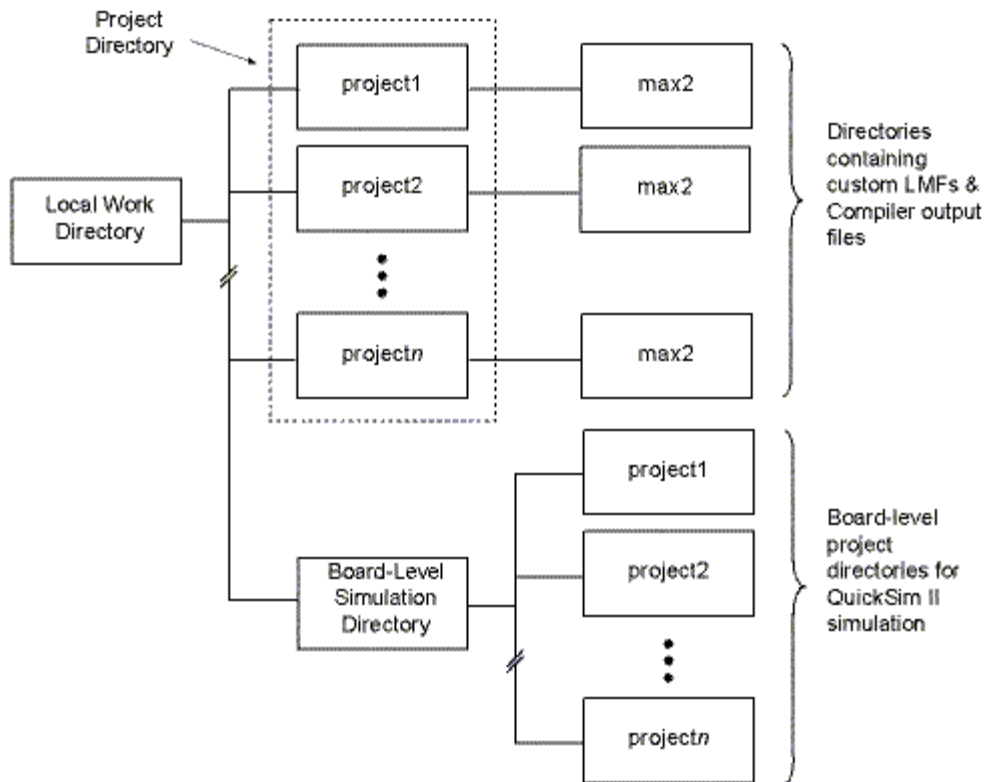 Project
Directory
project1
max2
project2
max2
Directories
containing
custom LMFs &
Compiler output
files
Local Work
Directory
projectn
max2
project1
project2
Board-Level
Simulation
Directory
Board-level
project
directories for
QuickSim II
simulation
projectn